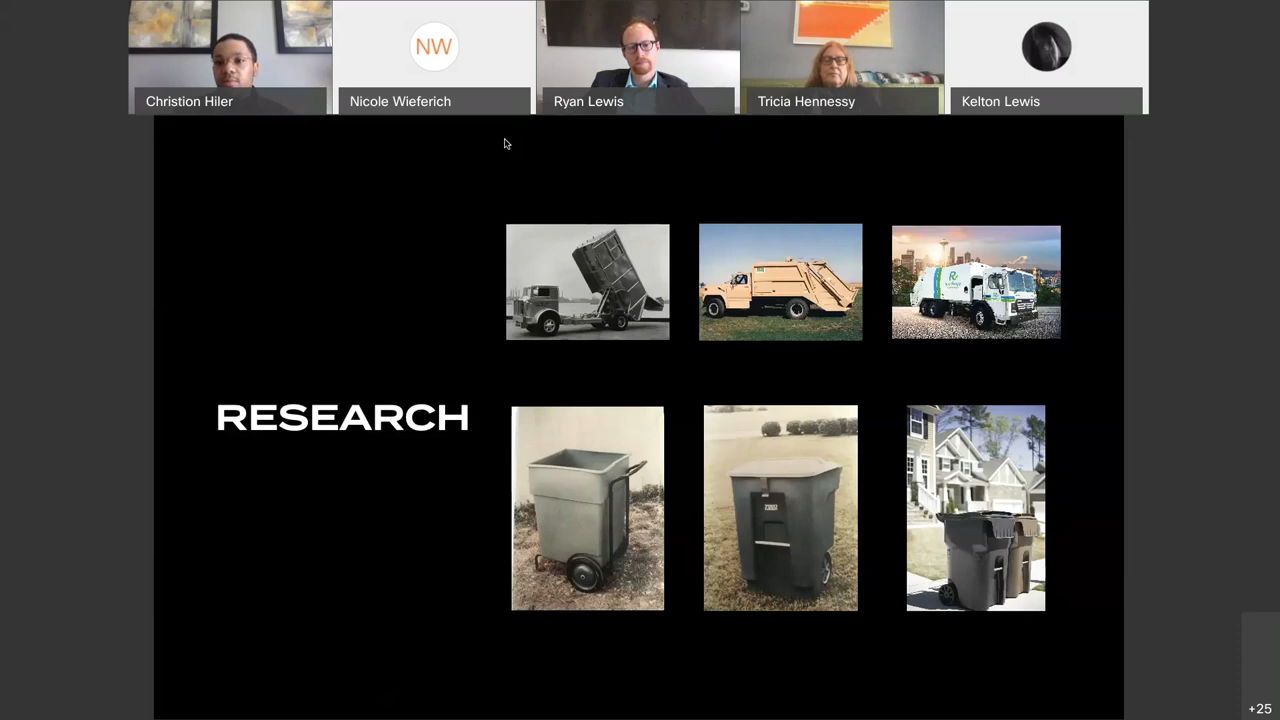 Christion Hiler
NW
Nicole Wieferich
Ryan Lewis
Tricia Hennessy
Kelton Lewis
RESEARCH
+25